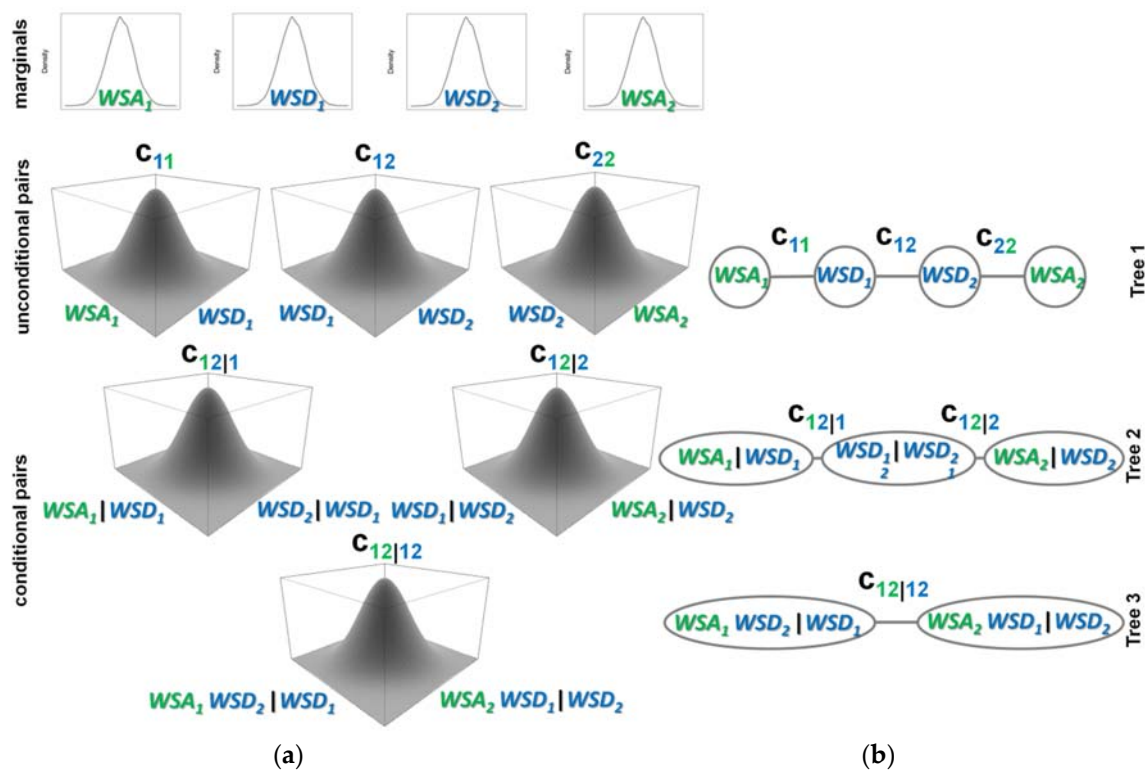 marginals
Density
WSA1
Density
WSD1
Density
WSD2
Density
WSA2
unconditional pairs
c11
c12
c22
WSA1
WSD1
WSD1
WSD2
WSD2
WSA2
conditional pairs
c12|1
c12|2
WSA1|WSD1
WSD2|WSD1
WSD1|WSD2
WSA2|WSD2
c12|12
WSA1 WSD2|WSD1
WSA2 WSD1|WSD2
(a)
c11
c12
c22
WSA1
WSD1
WSD2
WSA2
Tree 1
c12|1
c12|2
WSA1|WSD1
WSD1|WSD2
2 1
WSA2|WSD2
Tree 2
c12|12
WSA1 WSD2|WSD1
WSA2 WSD1|WSD2
Tree 3
(b)